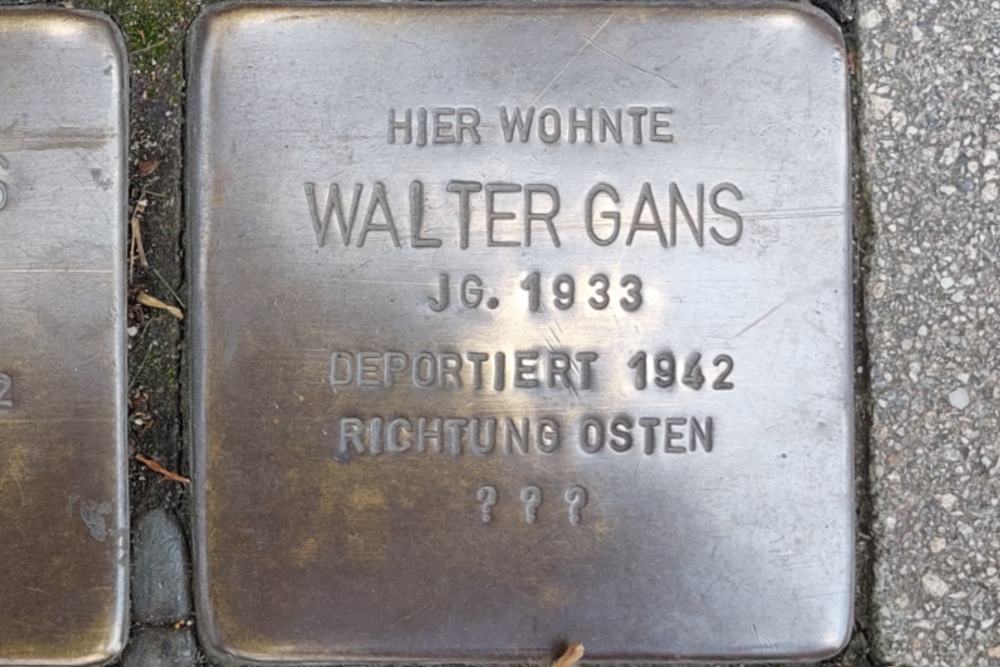 HIER WOHNTE
WALTER GANS
JG. 1933
DEPORTIERT 1942
RICHTUNG OSTEN
? ? ?